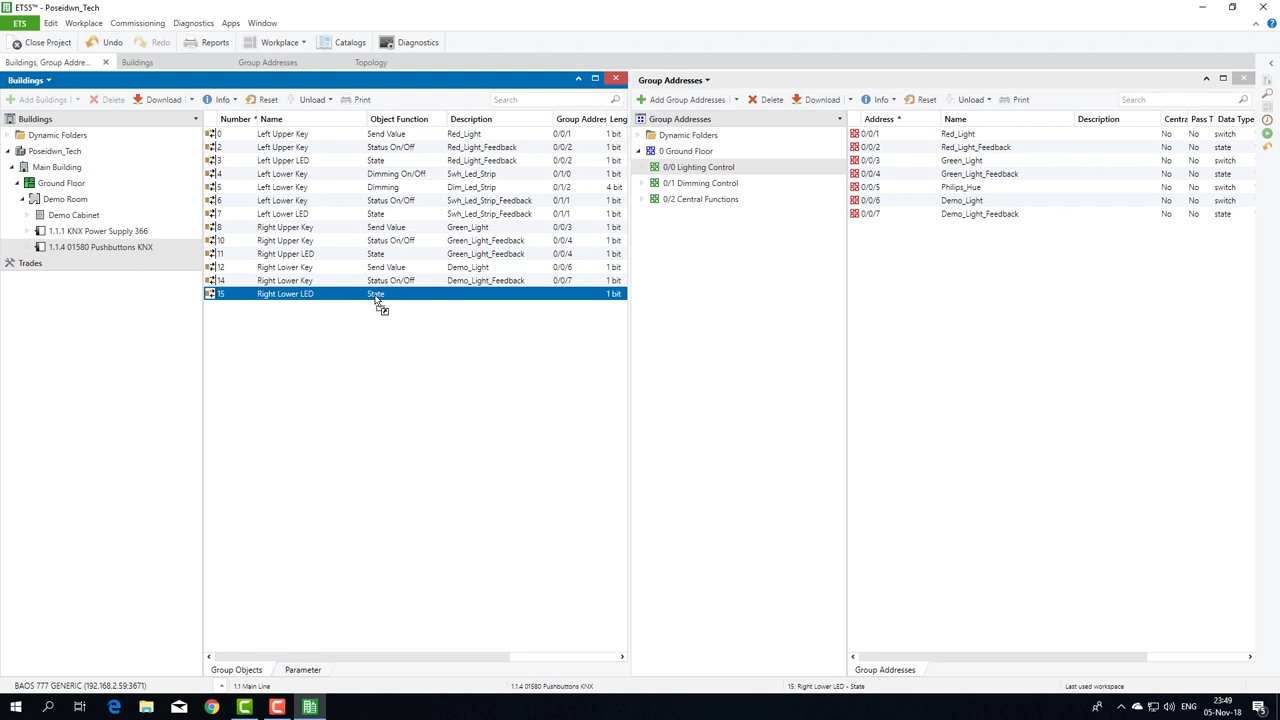 ETS5™ - Poseidwn_Tech
ETS Edit Workplace Commissioning Diagnostics Apps Window
Close Project Undo Redo Reports Workplace Catalogs Diagnostics
Buildings, Group Addre... Buildings Group Addresses Topology
Buildings Group Addresses
Add Buildings Delete Download Info Reset Unload Print Search
Add Group Addresses Delete Download Info Reset Unload Print Search
Buildings
Dynamic Folders
Poseidwn_Tech
Main Building
Ground Floor
Demo Room
Demo Cabinet
1.1.1 KNX Power Supply 366
1.1.4 01580 Pushbuttons KNX
Trades
Number Name Object Function Description Group Addres Leng
0 Left Upper Key Send Value Red_Light 0/0/1 1 bit
2 Left Upper Key Status On/Off Red_Light_Feedback 0/0/2 1 bit
3 Left Upper LED State Red_Light_Feedback 0/0/2 1 bit
4 Left Lower Key Dimming On/Off Swh_Led_Strip 0/1/0 1 bit
5 Left Lower Key Dimming Dim_Led_Strip 0/1/2 4 bit
6 Left Lower Key Status On/Off Swh_Led_Strip_Feedback 0/1/1 1 bit
7 Left Lower LED State Swh_Led_Strip_Feedback 0/1/1 1 bit
8 Right Upper Key Send Value Green_Light 0/0/3 1 bit
10 Right Upper Key Status On/Off Green_Light_Feedback 0/0/4 1 bit
11 Right Upper LED State Green_Light_Feedback 0/0/4 1 bit
12 Right Lower Key Send Value Demo_Light 0/0/6 1 bit
14 Right Lower Key Status On/Off Demo_Light_Feedback 0/0/7 1 bit
15 Right Lower LED State 1 bit
Group Objects Parameter
Group Addresses
Dynamic Folders
0 Ground Floor
0/0 Lighting Control
0/1 Dimming Control
0/2 Central Functions
Address Name Description Centra Pass T Data Type
0/0/1 Red_Light No No switch
0/0/2 Red_Light_Feedback No No state
0/0/3 Green_Light No No switch
0/0/4 Green_Light_Feedback No No state
0/0/5 Philips_Hue No No switch
0/0/6 Demo_Light No No switch
0/0/7 Demo_Light_Feedback No No state
Group Addresses
BAOS 777 GENERIC (192.168.2.59:3671) 1.1 Main Line 1.1.4 01580 Pushbuttons KNX 15: Right Lower LED - State Last used workspace
23:49
05-Nov-18